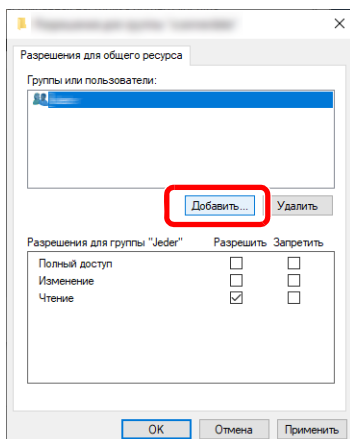 Разрешения для общего ресурса
Группы или пользователи:
Добавить...
Удалить
Разрешения для группы "Jeder"
Разрешить Запретить
Полный доступ
Изменение
Чтение
OK
Отмена
Применить